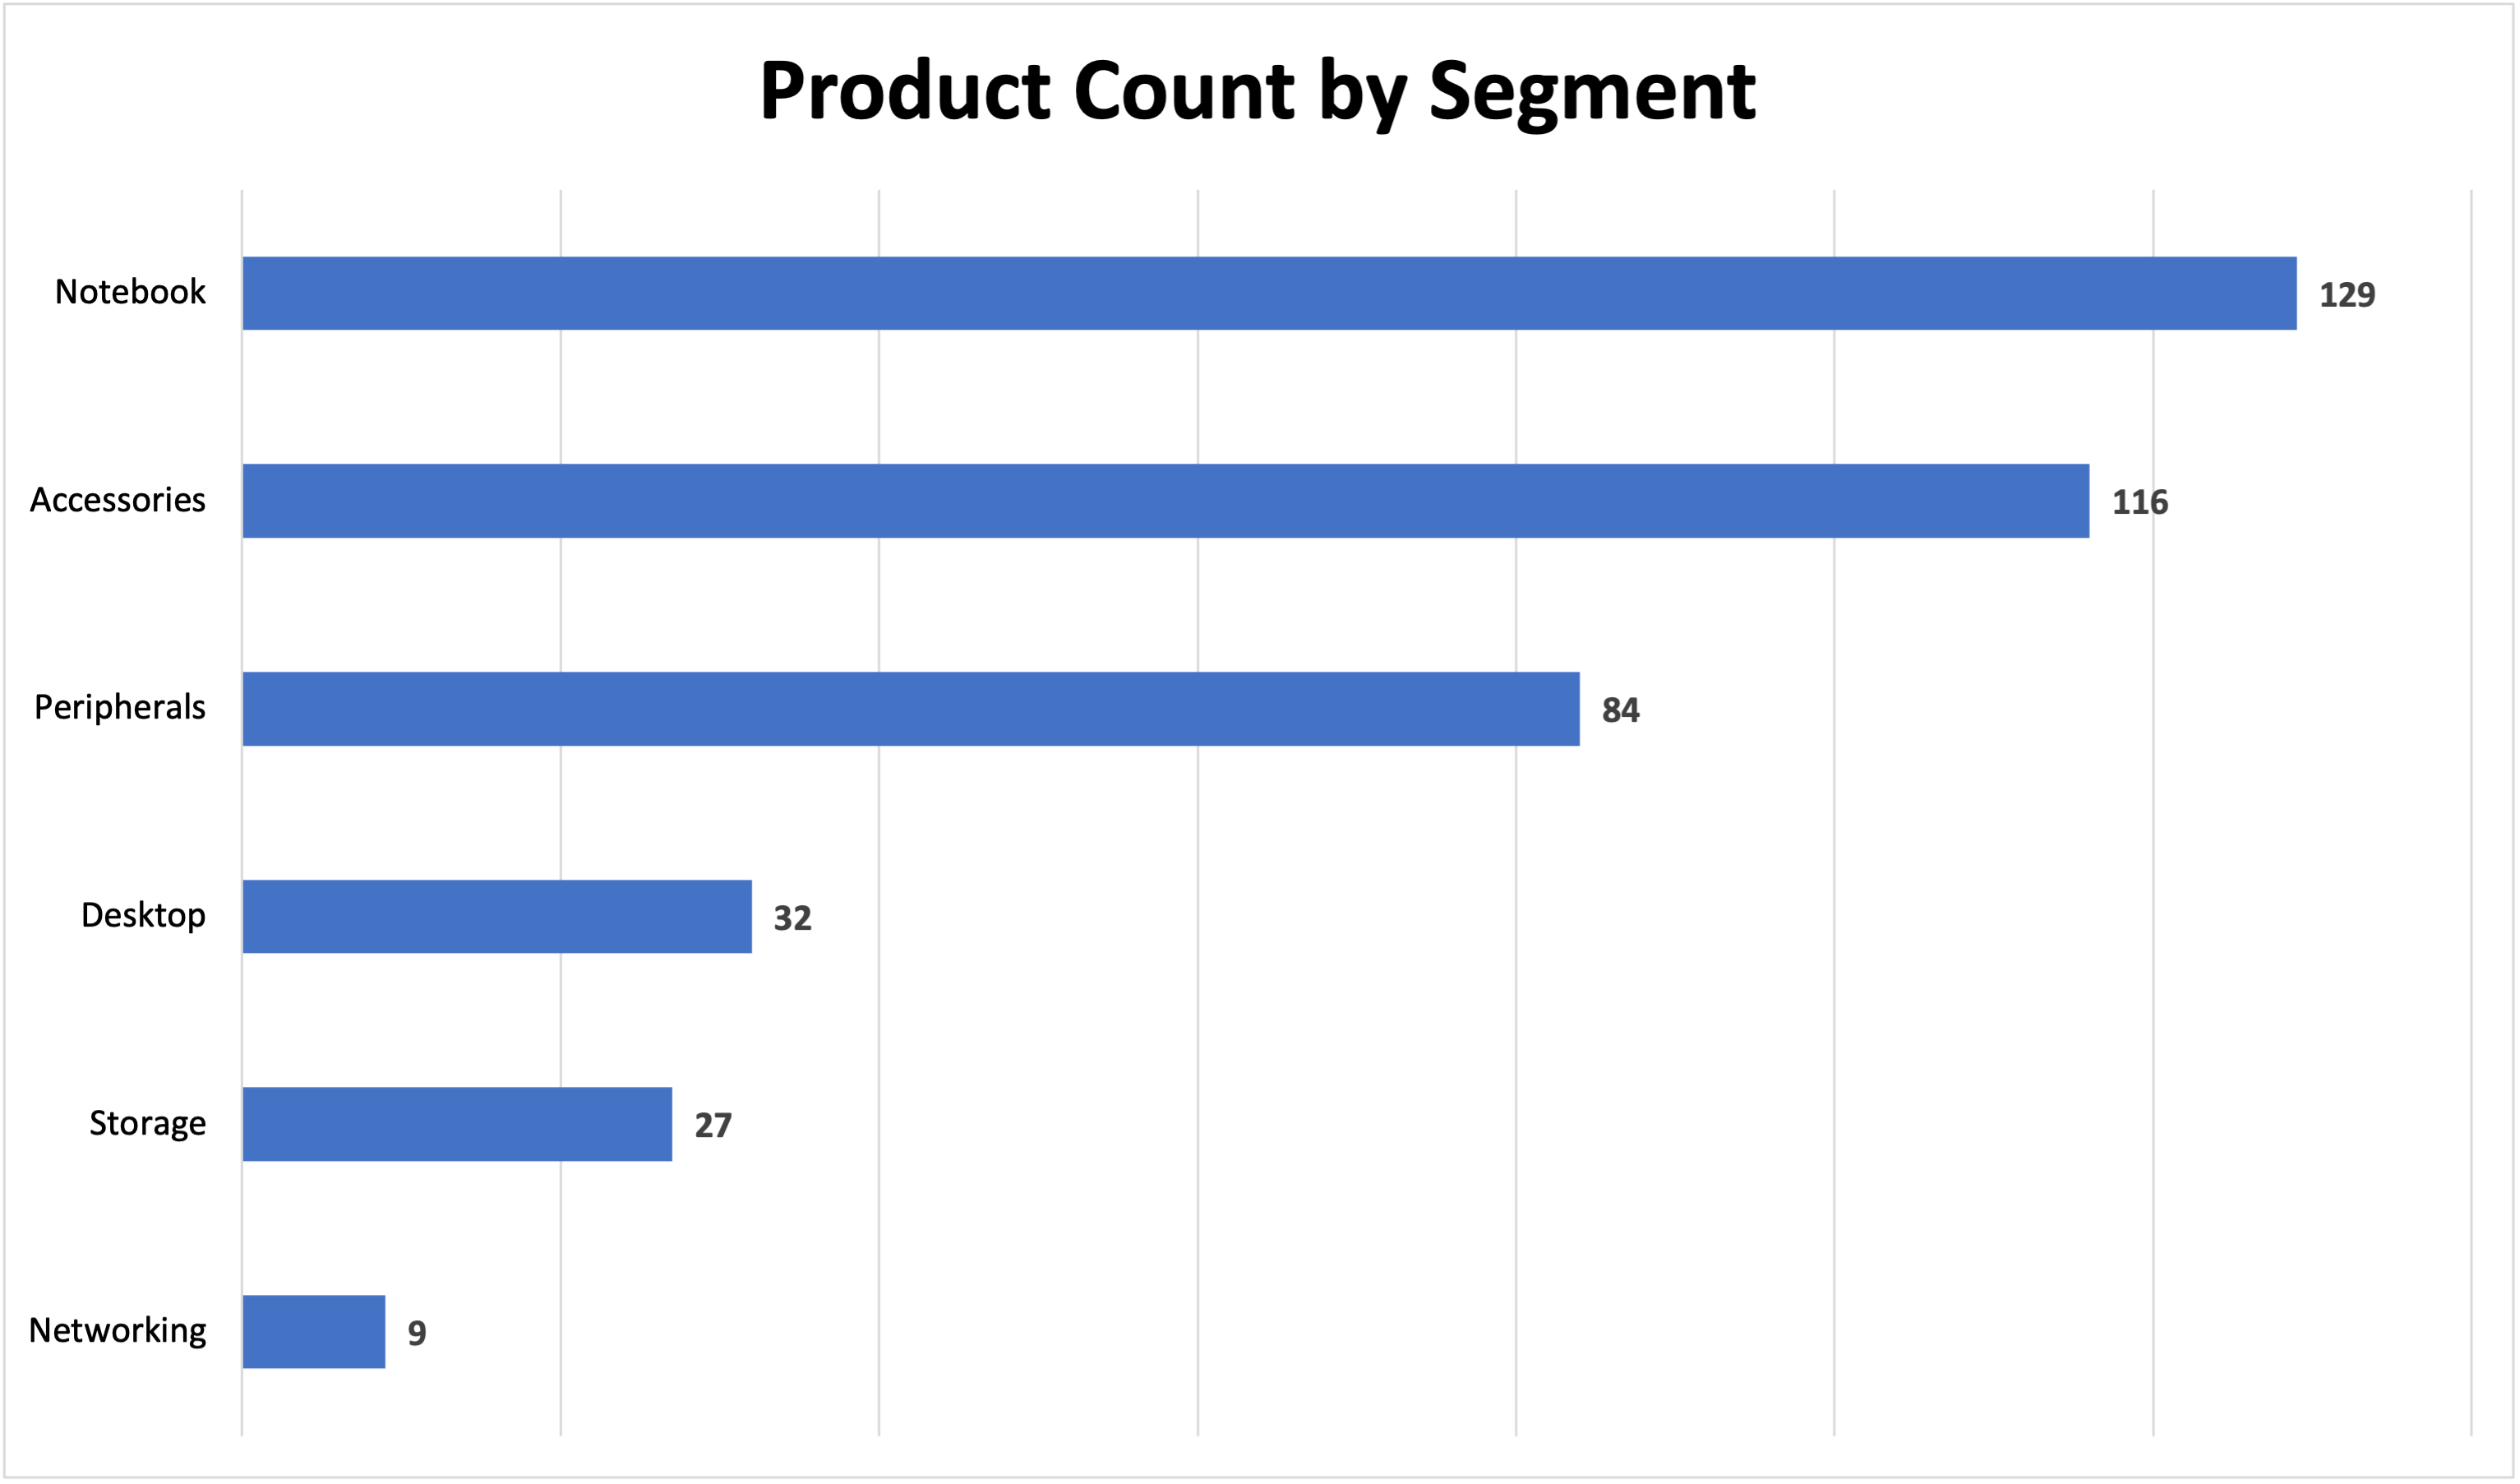 Product Count by Segment
Notebook 129
Accessories 116
Peripherals 84
Desktop 32
Storage 27
Networking 9